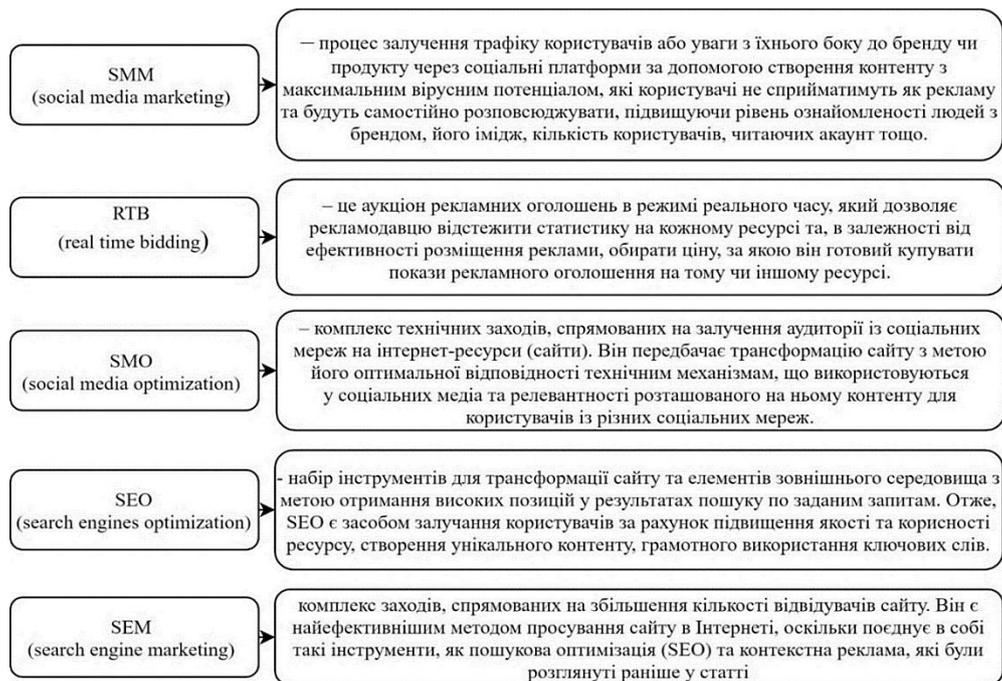 SMM
(social media marketing)
— процес залучення трафіку користувачів або уваги з їхнього боку до бренду чи
продукту через соціальні платформи за допомогою створення контенту з
максимальним вірусним потенціалом, які користувачі не сприйматимуть як рекламу
та будуть самостійно розповсюджувати, підвищуючи рівень ознайомленості людей з
брендом, його імідж, кількість користувачів, читаючих акаунт тощо.
RTB
(real time bidding)
– це аукціон рекламних оголошень в режимі реального часу, який дозволяє
рекламодавцю відстежити статистику на кожному ресурсі та, в залежності від
ефективності розміщення реклами, обирати ціну, за якою він готовий купувати
покази рекламного оголошення на тому чи іншому ресурсі.
SMO
(social media optimization)
– комплекс технічних заходів, спрямованих на залучення аудиторії із соціальних
мереж на інтернет-ресурси (сайти). Він передбачає трансформацію сайту з метою
його оптимальної відповідності технічним механізмам, що використовуються
у соціальних медіа та релевантності розташованого на ньому контенту для
користувачів із різних соціальних мереж.
SEO
(search engines optimization)
- набір інструментів для трансформації сайту та елементів зовнішнього середовища з
метою отримання високих позицій у результатах пошуку по заданим запитам. Отже,
SEO є засобом залучання користувачів за рахунок підвищення якості та корисності
ресурсу, створення унікального контенту, грамотного використання ключових слів.
SEM
(search engine marketing)
комплекс заходів, спрямованих на збільшення кількості відвідувачів сайту. Він є
найефективнішим методом просування сайту в Інтернеті, оскільки поєднує в собі
такі інструменти, як пошукова оптимізація (SEO) та контекстна реклама, які були
розглянуті раніше у статті